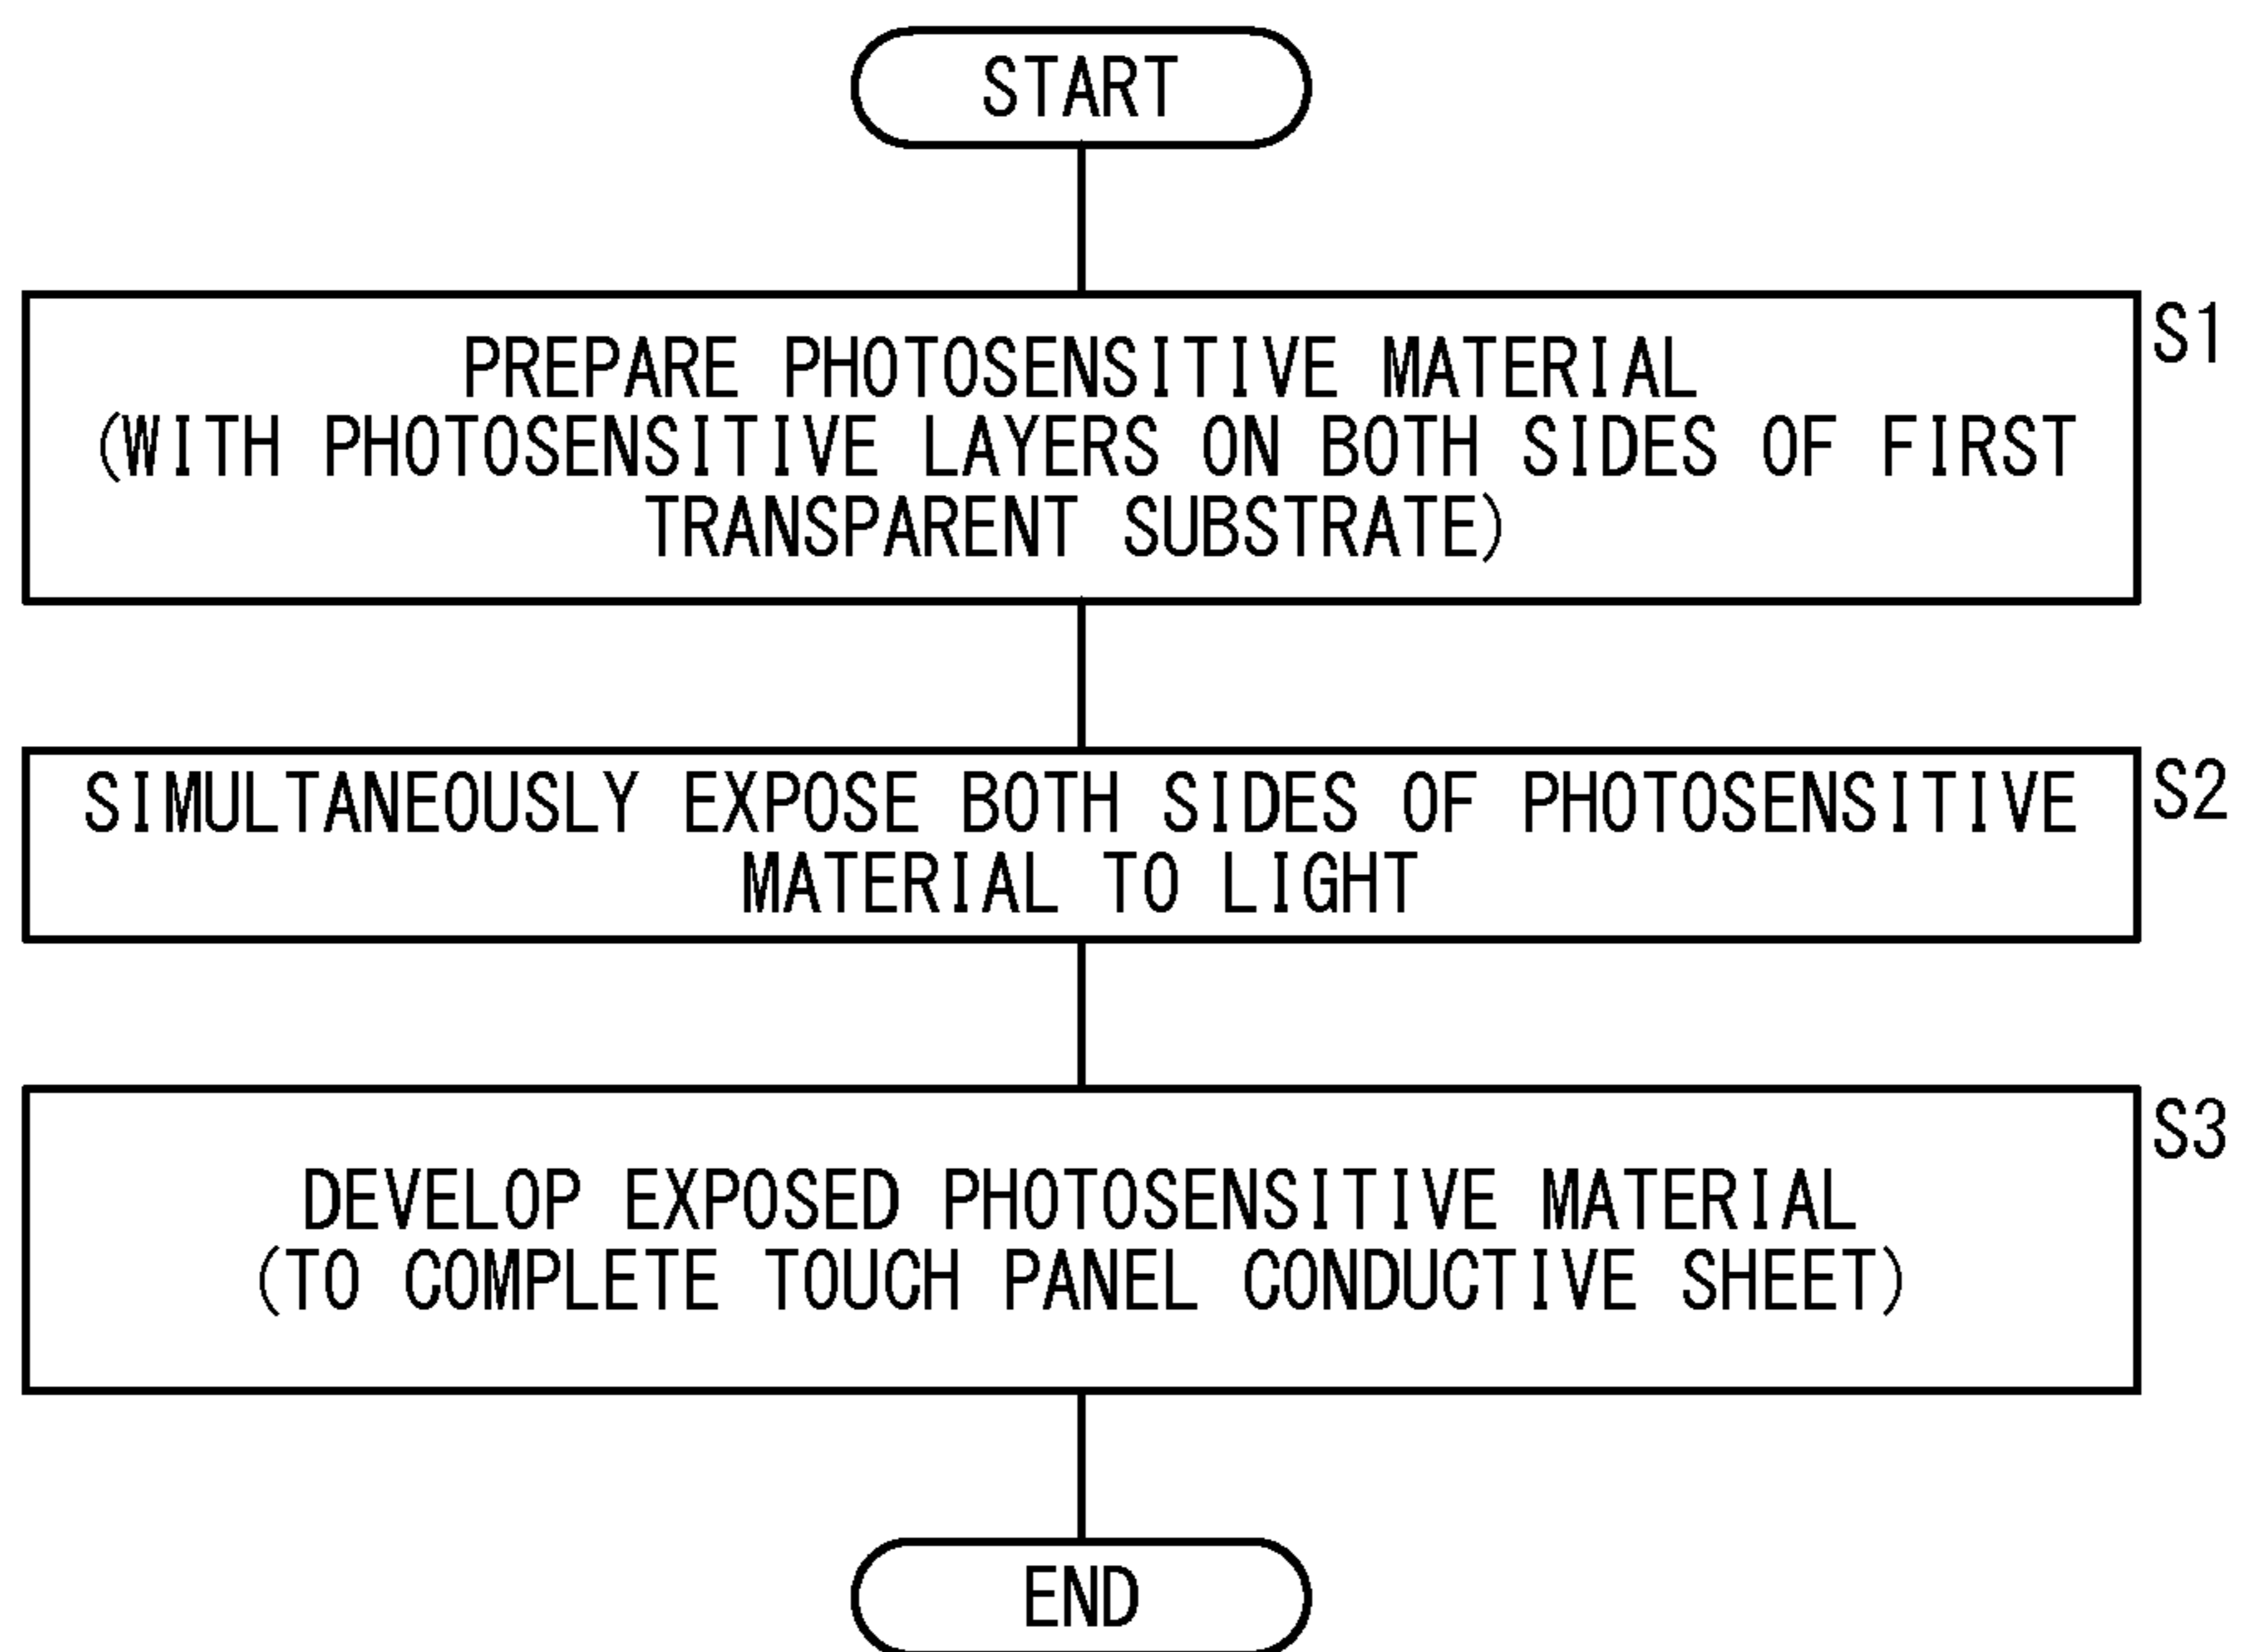 START
S1
PREPARE PHOTOSENSITIVE MATERIAL
(WITH PHOTOSENSITIVE LAYERS ON BOTH SIDES OF FIRST
TRANSPARENT SUBSTRATE)
S2
SIMULTANEOUSLY EXPOSE BOTH SIDES OF PHOTOSENSITIVE
MATERIAL TO LIGHT
S3
DEVELOP EXPOSED PHOTOSENSITIVE MATERIAL
(TO COMPLETE TOUCH PANEL CONDUCTIVE SHEET)
END